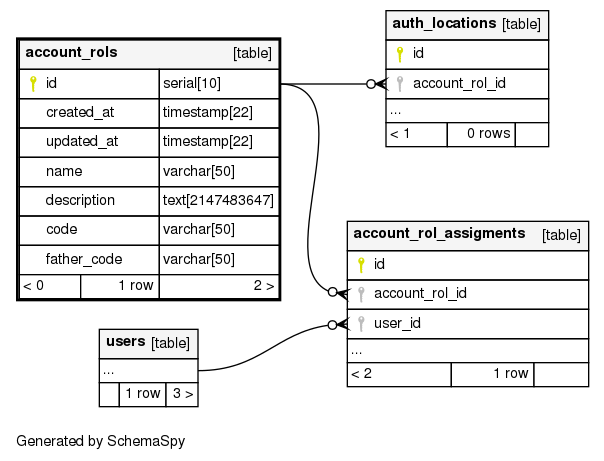 account_rols [table]
id serial[10]
created_at timestamp[22]
updated_at timestamp[22]
name varchar[50]
description text[2147483647]
code varchar[50]
father_code varchar[50]
< 0 1 row 2 >
auth_locations [table]
id
account_rol_id
...
< 1 0 rows
account_rol_assigments [table]
id
account_rol_id
user_id
...
< 2 1 row
users [table]
...
1 row 3 >
Generated by SchemaSpy